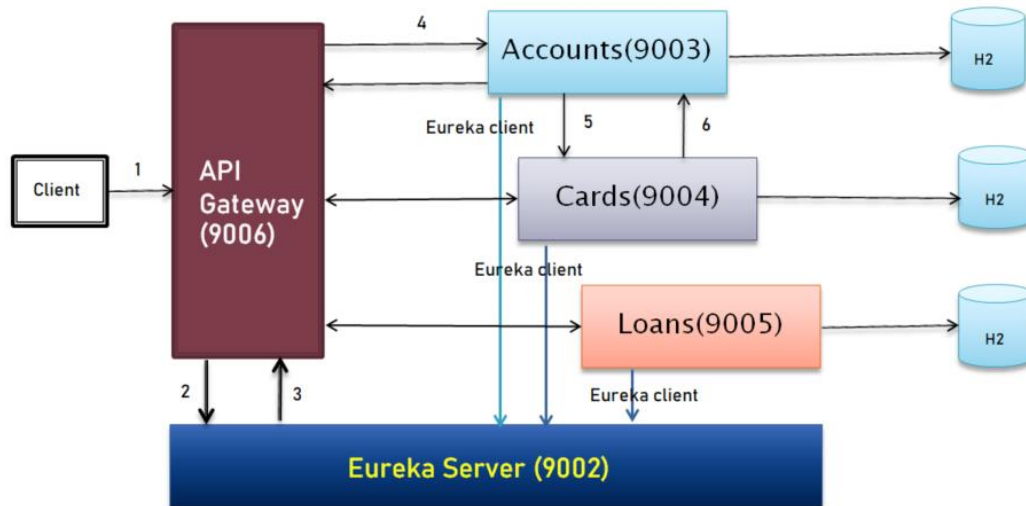 4
Accounts(9003)
H2
Eureka client
5
6
Client
1
API
Gateway
(9006)
Cards(9004)
H2
Eureka client
Loans(9005)
H2
2
3
Eureka client
Eureka Server (9002)